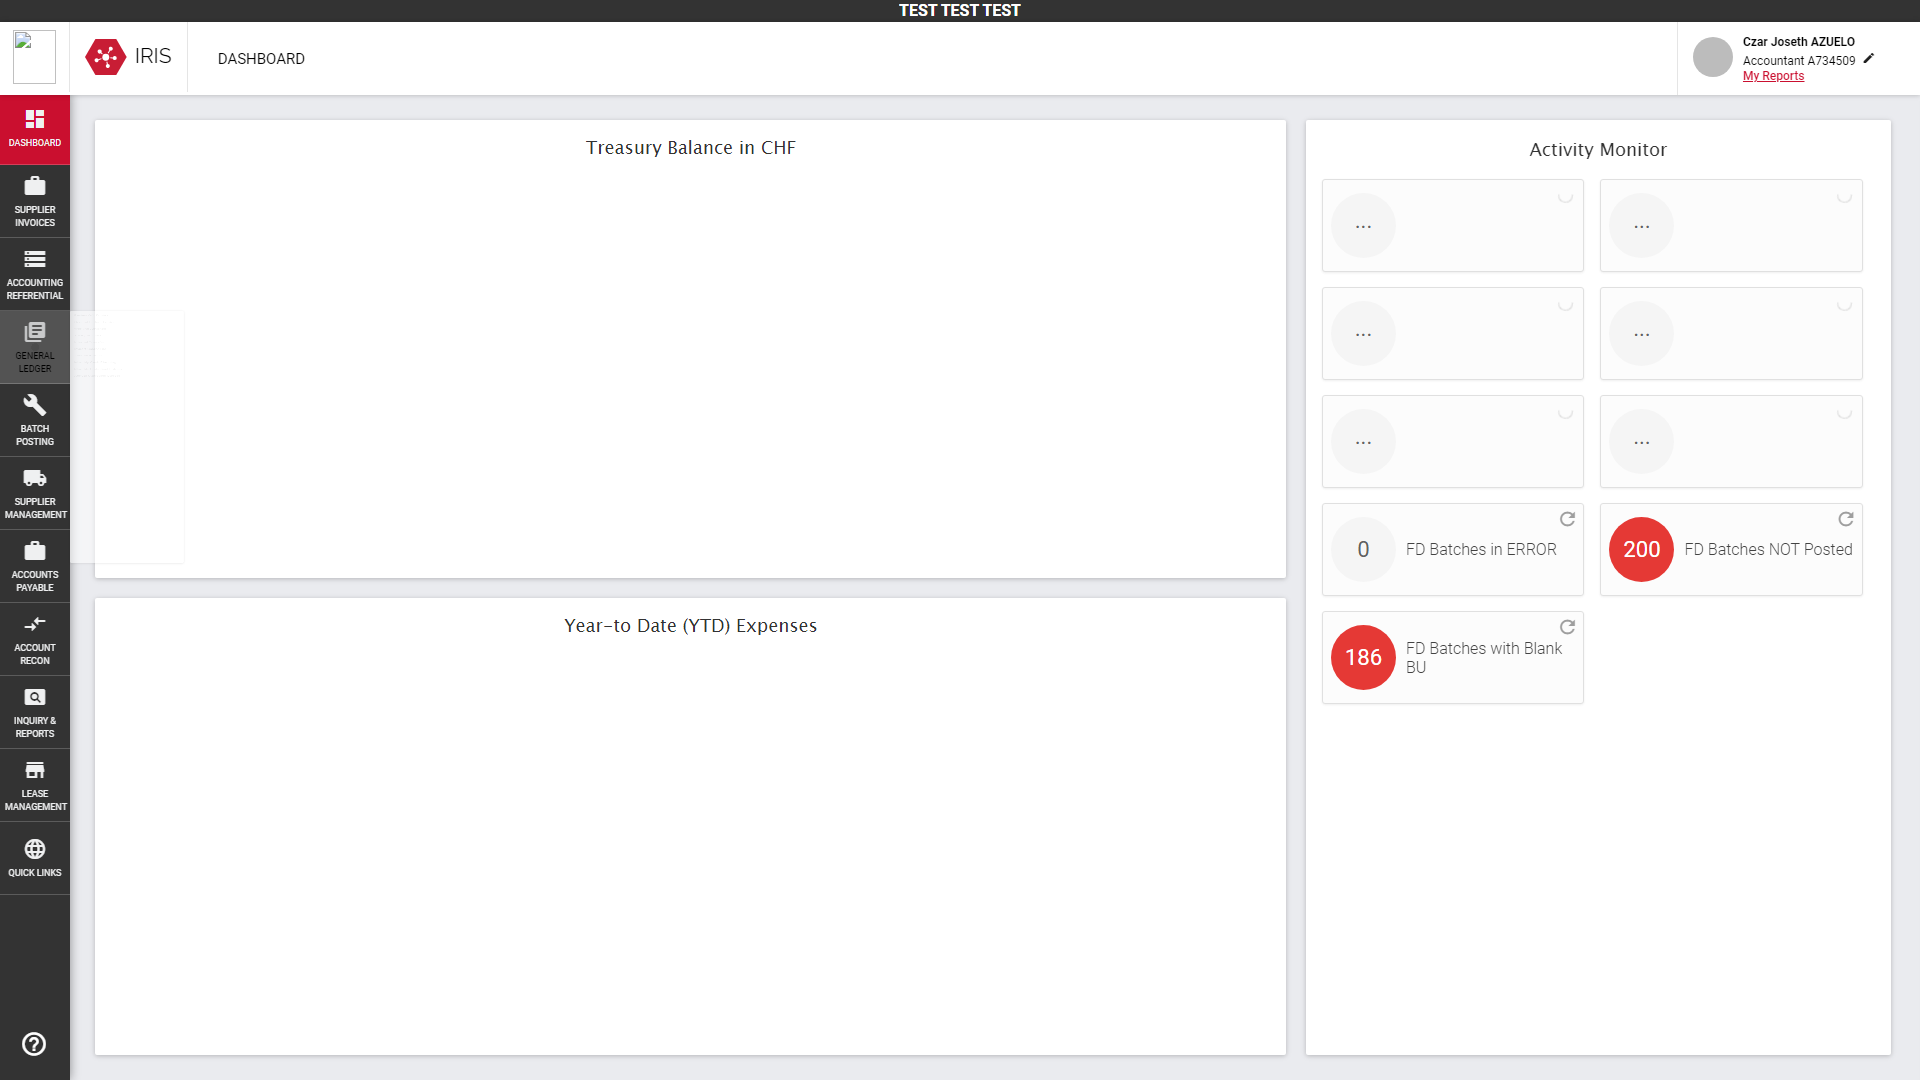 TEST TEST TEST
IRIS
DASHBOARD
Czar Joseth AZUELO
Accountant A734509
My Reports
DASHBOARD
SUPPLIER
INVOICES
ACCOUNTING
REFERENTIAL
GENERAL
LEDGER
BATCH
POSTING
SUPPLIER
MANAGEMENT
ACCOUNTS
PAYABLE
ACCOUNT
RECON
INQUIRY &
REPORTS
LEASE
MANAGEMENT
QUICK LINKS
Treasury Balance in CHF
Year-to Date (YTD) Expenses
Activity Monitor
...
...
...
...
...
...
0
FD Batches in ERROR
200
FD Batches NOT Posted
186
FD Batches with Blank
BU